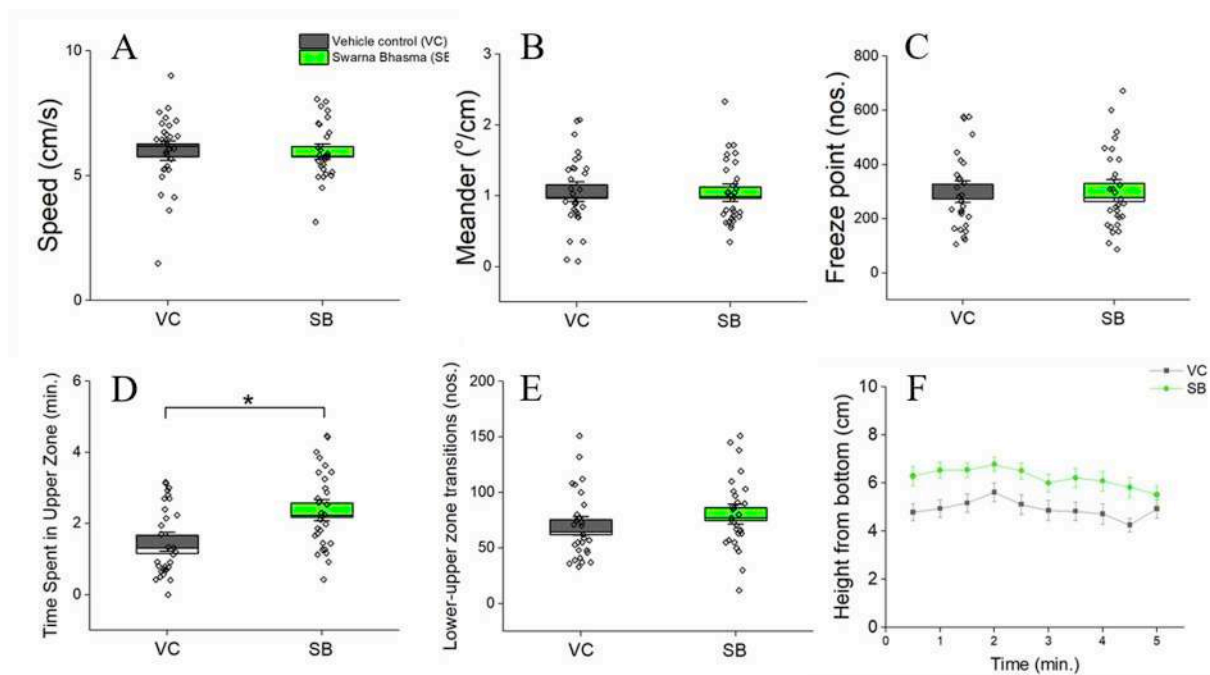 A
Vehicle control (VC)
Swarna Bhasma (SB
Speed (cm/s)
10
5
0
VC
SB
B
Meander (°/cm)
3
2
1
0
VC
SB
C
Freeze point (nos.)
800
600
400
200
0
VC
SB
D
Time Spent in Upper Zone (min.)
6
4
2
0
*
VC
SB
E
Lower-upper zone transitions (nos.)
200
150
100
50
0
VC
SB
F
VC
SB
Height from bottom (cm)
10
8
6
4
2
0
0 1 2 3 4 5
Time (min.)